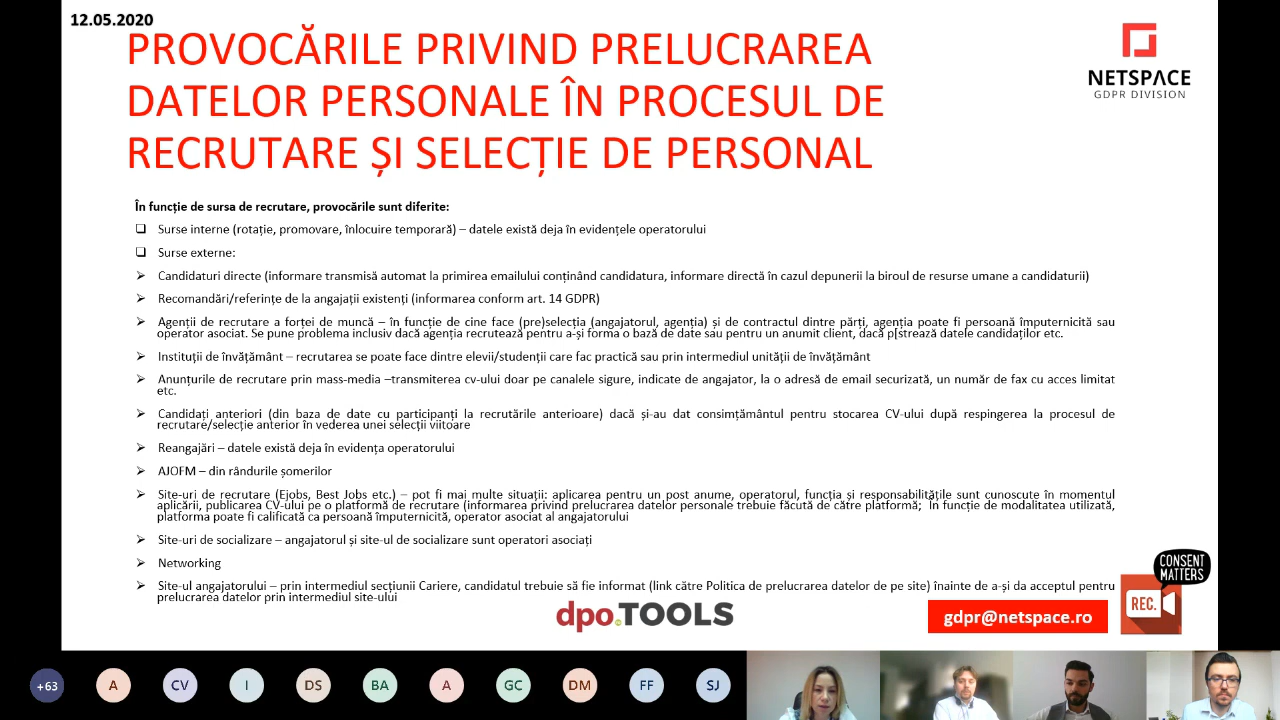 12.05.2020
PROVOCĂRILE PRIVIND PRELUCRAREA
DATELOR PERSONALE ÎN PROCESUL DE
RECRUTARE ȘI SELECȚIE DE PERSONAL
NETSPACE
GDPR DIVISION
În funcție de sursa de recrutare, provocările sunt diferite:
Surse interne (rotație, promovare, înlocuire temporară) – datele există deja în evidențele operatorului
Surse externe:
Candidaturi directe (informare transmisă automat la primirea emailului conținând candidatura, informare directă în cazul depunerii la biroul de resurse umane a candidaturii)
Recomandări/referințe de la angajații existenți (informarea conform art. 14 GDPR)
Agenții de recrutare a forței de muncă – în funcție de cine face (pre)selecția (angajatorul, agenția) și de contractul dintre părți, agenția poate fi persoană împuternicită sau
operator asociat. Se pune problema inclusiv dacă agenția recrutează pentru a-și forma o bază de date sau pentru un anumit client, dacă p[strează datele candidaților etc.
Instituții de învățământ – recrutarea se poate face dintre elevii/studenții care fac practică sau prin intermediul unității de învățământ
Anunțurile de recrutare prin mass-media –transmiterea cv-ului doar pe canalele sigure, indicate de angajator, la o adresă de email securizată, un număr de fax cu acces limitat
etc.
Candidați anteriori (din baza de date cu participanți la recrutările anterioare) dacă și-au dat consimțământul pentru stocarea CV-ului după respingerea la procesul de
recrutare/selecție anterior în vederea unei selecții viitoare
Reangajări – datele există deja în evidența operatorului
AJOFM – din rândurile șomerilor
Site-uri de recrutare (Ejobs, Best Jobs etc.) – pot fi mai multe situații: aplicarea pentru un post anume, operatorul, funcția și responsabilitățile sunt cunoscute în momentul
aplicării, publicarea CV-ului pe o platformă de recrutare (informarea privind prelucrarea datelor personale trebuie făcută de către platformă; În funcție de modalitatea utilizată,
platforma poate fi calificată ca persoană împuternicită, operator asociat al angajatorului
Site-uri de socializare – angajatorul și site-ul de socializare sunt operatori asociați
Networking
Site-ul angajatorului – prin intermediul secțiunii Cariere, candidatul trebuie să fie informat (link către Politica de prelucrarea datelor de pe site) înainte de a-și da acceptul pentru
prelucrarea datelor prin intermediul site-ului
CONSENT
MATTERS
REC.
dpo.TOOLS
gdpr@netspace.ro
+63 A CV I DS BA A GC DM FF SJ